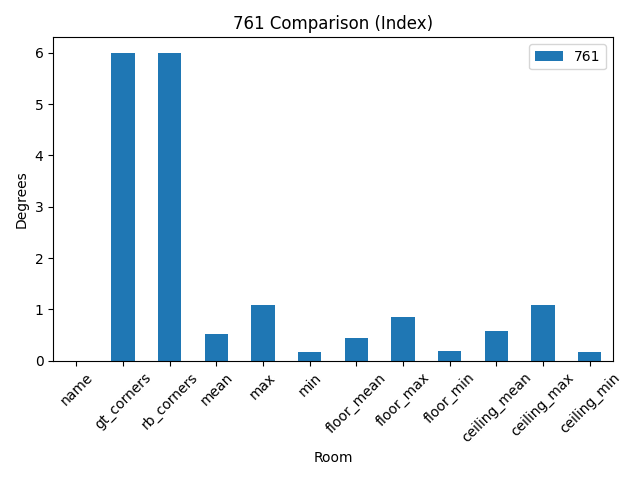 761 Comparison (Index)
761
Degrees
6
5
4
3
2
1
0
name
gt_corners
rb_corners
mean
max
min
floor_mean
floor_max
floor_min
ceiling_mean
ceiling_max
ceiling_min
Room